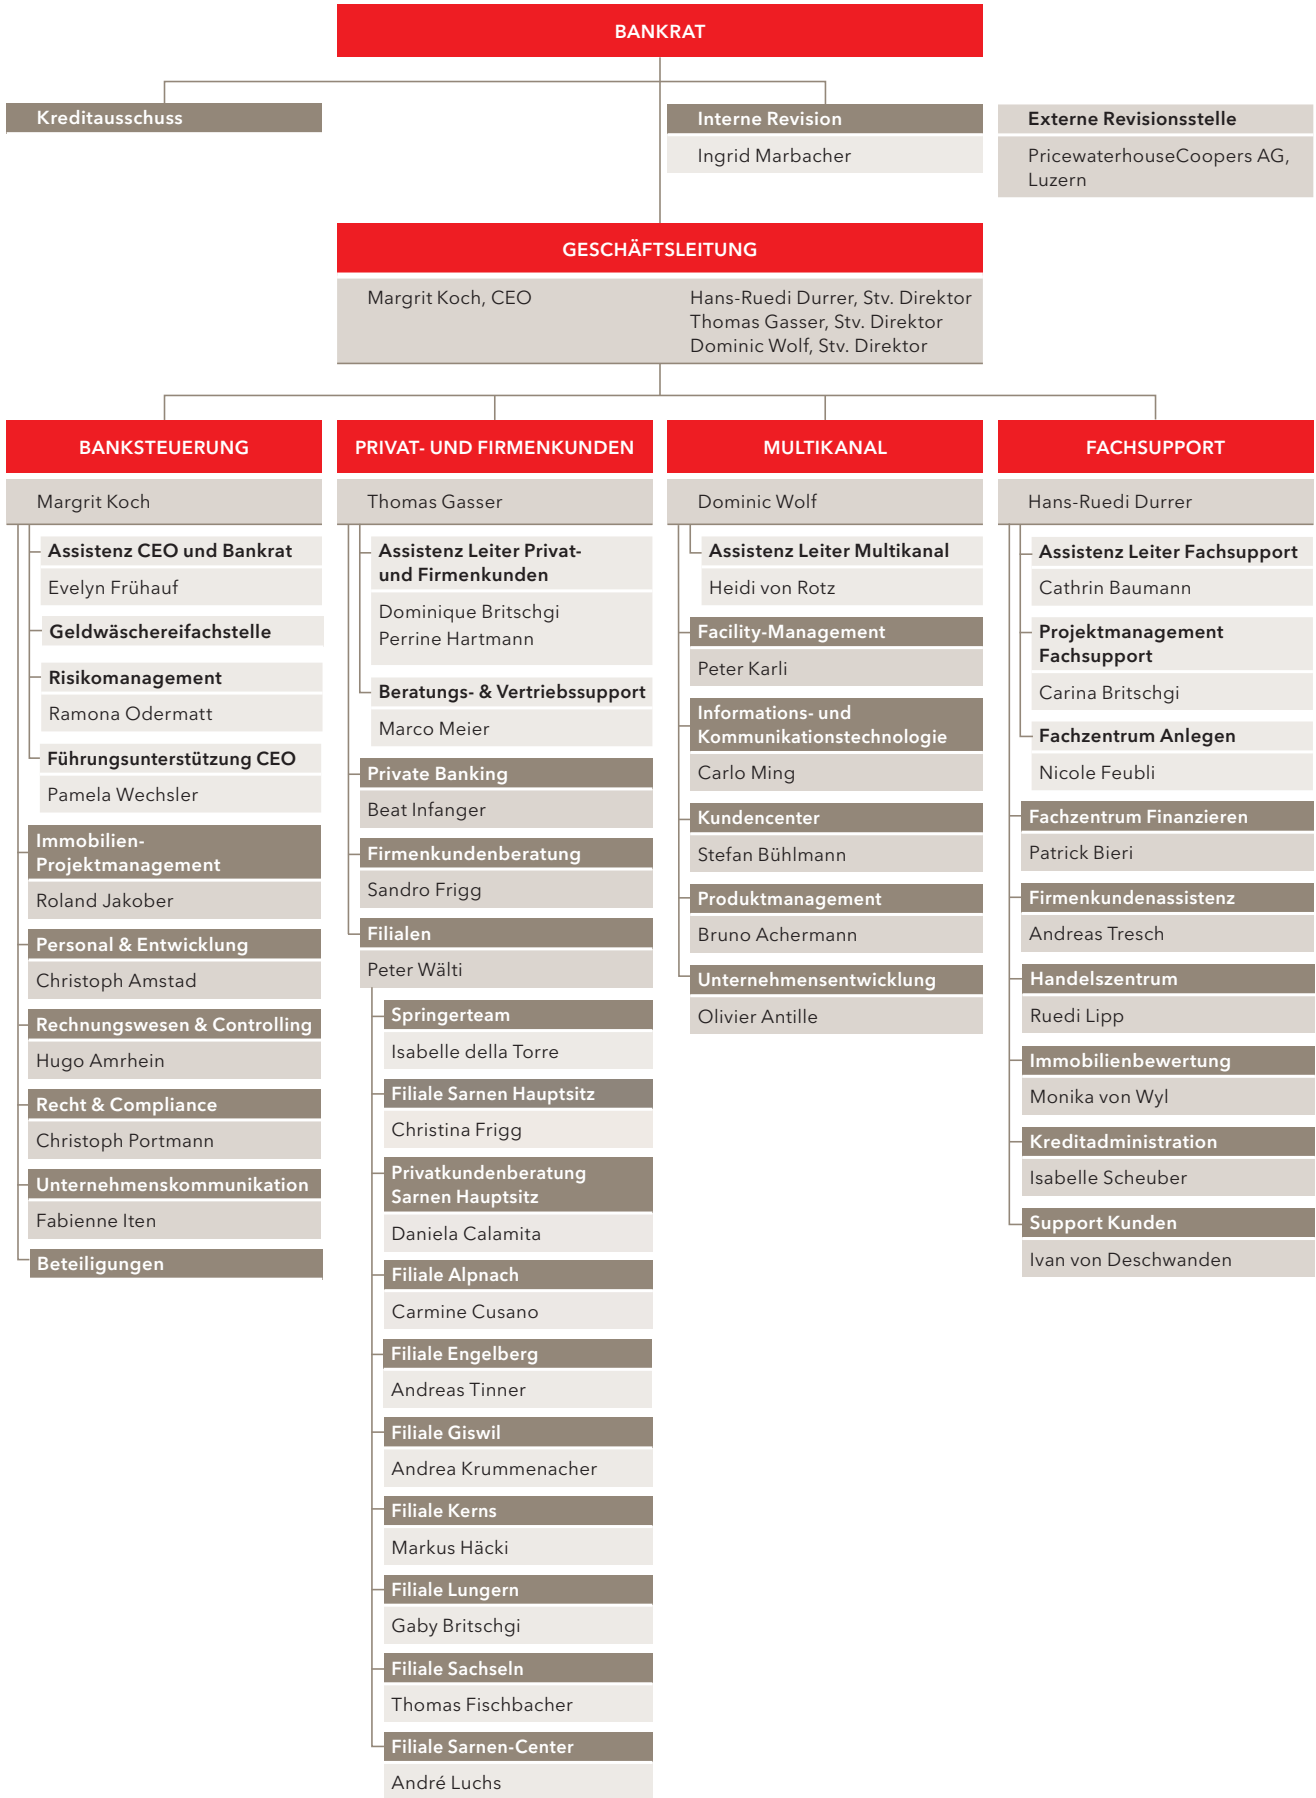 BANKRAT
Kreditausschuss
Interne Revision
Ingrid Marbacher
Externe Revisionsstelle
PricewaterhouseCoopers AG,
Luzern
GESCHÄFTSLEITUNG
Margrit Koch, CEO
Hans-Ruedi Durrer, Stv. Direktor
Thomas Gasser, Stv. Direktor
Dominic Wolf, Stv. Direktor
BANKSTEUERUNG
Margrit Koch
Assistenz CEO und Bankrat
Evelyn Frühauf
Geldwäschereifachstelle
Risikomanagement
Ramona Odermatt
Führungsunterstützung CEO
Pamela Wechsler
Immobilien-
Projektmanagement
Roland Jakober
Personal & Entwicklung
Christoph Amstad
Rechnungswesen & Controlling
Hugo Amrhein
Recht & Compliance
Christoph Portmann
Unternehmenskommunikation
Fabienne Iten
Beteiligungen
PRIVAT- UND FIRMENKUNDEN
Thomas Gasser
Assistenz Leiter Privat-
und Firmenkunden
Dominique Britschgi
Perrine Hartmann
Beratungs- & Vertriebssupport
Marco Meier
Private Banking
Beat Infanger
Firmenkundenberatung
Sandro Frigg
Filialen
Peter Wälti
Springerteam
Isabelle della Torre
Filiale Sarnen Hauptsitz
Christina Frigg
Privatkundenberatung
Sarnen Hauptsitz
Daniela Calamita
Filiale Alpnach
Carmine Cusano
Filiale Engelberg
Andreas Tinner
Filiale Giswil
Andrea Krummenacher
Filiale Kerns
Markus Häcki
Filiale Lungern
Gaby Britschgi
Filiale Sachseln
Thomas Fischbacher
Filiale Sarnen-Center
André Luchs
MULTIKANAL
Dominic Wolf
Assistenz Leiter Multikanal
Heidi von Rotz
Facility-Management
Peter Karli
Informations- und
Kommunikationstechnologie
Carlo Ming
Kundencenter
Stefan Bühlmann
Produktmanagement
Bruno Achermann
Unternehmensentwicklung
Olivier Antille
FACHSUPPORT
Hans-Ruedi Durrer
Assistenz Leiter Fachsupport
Cathrin Baumann
Projektmanagement
Fachsupport
Carina Britschgi
Fachzentrum Anlegen
Nicole Feubli
Fachzentrum Finanzieren
Patrick Bieri
Firmenkundenassistenz
Andreas Tresch
Handelszentrum
Ruedi Lipp
Immobilienbewertung
Monika von Wyl
Kreditadministration
Isabelle Scheuber
Support Kunden
Ivan von Deschwanden